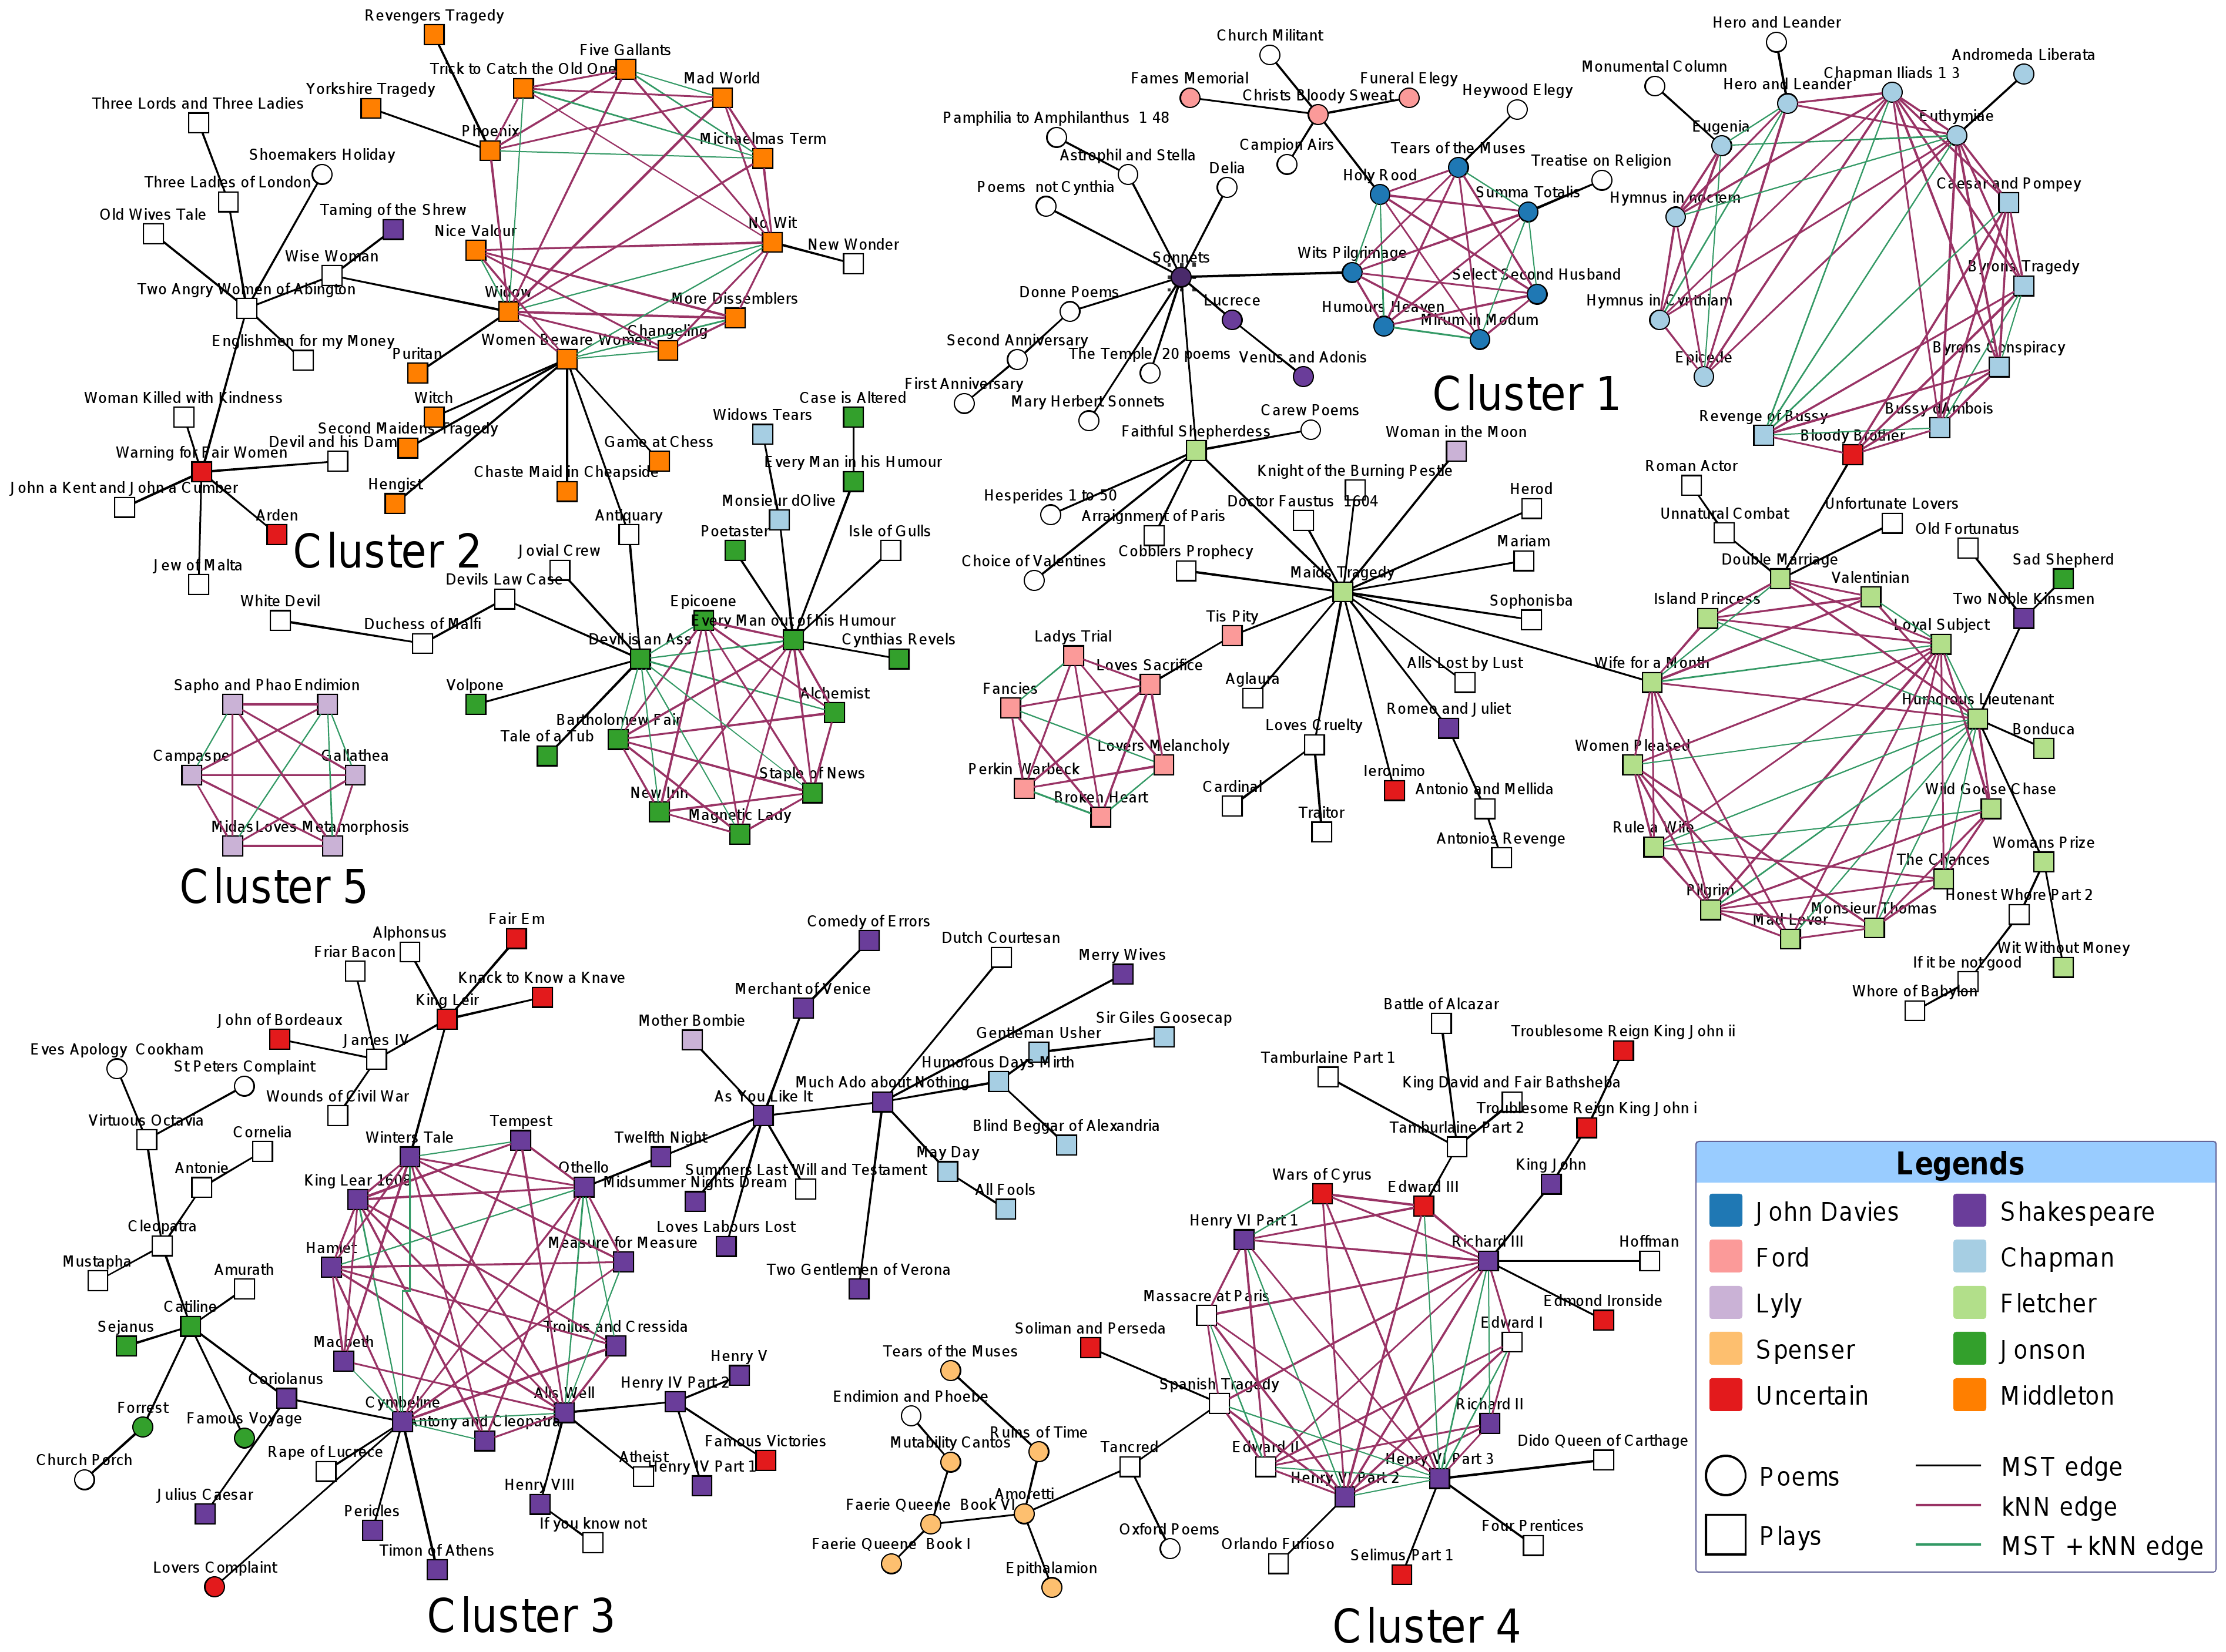 Revengers Tragedy
Five Gallants
Trick to Catch the Old One
Mad World
Yorkshire Tragedy
Three Lords and Three Ladies
Phoenix
Michaelmas Term
Shoemakers Holiday
Three Ladies of London
Old Wives Tale
Taming of the Shrew
Nice Valour
No Wit
New Wonder
Wise Woman
Two Angry Women of Abington
Widow
More Dissemblers
Changeling
Englishmen for my Money
Women Beware Women
Puritan
Woman Killed with Kindness
Witch
Second Maidens Tragedy
Devil and his Dam
Game at Chess
Warning for Fair Women
Chaste Maid in Cheapside
John a Kent and John a Cumber
Hengist
Arden
Antiquary
Jew of Malta
Cluster 2
Widows Tears
Case is Altered
Every Man in his Humour
Monsieur dOlive
Poetaster
Isle of Gulls
Jovial Crew
Devils Law Case
White Devil
Duchess of Malfi
Epicoene
Every Man out of his Humour
Devil is an Ass
Cynthias Revels
Volpone
Alchemist
Bartholomew Fair
Tale of a Tub
Staple of News
New Inn
Magnetic Lady
Sapho and Phao
Endimion
Campaspe
Gallathea
Midas
Loves Metamorphosis
Cluster 5
Church Militant
Fames Memorial
Funeral Elegy
Christs Bloody Sweat
Heywood Elegy
Pamphilia to Amphilanthus 1 48
Campion Airs
Tears of the Muses
Astrophil and Stella
Delia
Treatise on Religion
Poems not Cynthia
Holy Rood
Summa Totalis
Sonnets
Wits Pilgrimage
Select Second Husband
Donne Poems
Lucrece
Humours Heaven
Mirum in Modum
Second Anniversary
The Temple 20 poems
Venus and Adonis
First Anniversary
Mary Herbert Sonnets
Cluster 1
Carew Poems
Faithful Shepherdess
Woman in the Moon
Knight of the Burning Pestle
Hesperides 1 to 50
Doctor Faustus 1604
Herod
Arraignment of Paris
Mariam
Choice of Valentines
Cobblers Prophecy
Maids Tragedy
Sophonisba
Tis Pity
Ladys Trial
Loves Sacrifice
Alls Lost by Lust
Fancies
Aglaura
Romeo and Juliet
Loves Cruelty
Lovers Melancholy
Perkin Warbeck
Ieronimo
Cardinal
Antonio and Mellida
Broken Heart
Traitor
Antonios Revenge
Hero and Leander
Andromeda Liberata
Monumental Column
Hero and Leander
Chapman Iliads 1 3
Euthymiae
Eugenia
Hymnus in noctem
Caesar and Pompey
Byrons Tragedy
Hymnus in Cynthiam
Epicede
Byrons Conspiracy
Revenge of Bussy
Bussy dAmbois
Bloody Brother
Roman Actor
Unfortunate Lovers
Unnatural Combat
Old Fortunatus
Double Marriage
Valentinian
Sad Shepherd
Island Princess
Two Noble Kinsmen
Loyal Subject
Wife for a Month
Humorous Lieutenant
Bonduca
Women Pleased
Wild Goose Chase
Rule a Wife
Womans Prize
The Chances
Pilgrim
Honest Whore Part 2
Mad Lover
Monsieur Thomas
Wit Without Money
If it be not good
Whore of Babylon
Fair Em
Alphonsus
Friar Bacon
Knack to Know a Knave
King Leir
John of Bordeaux
James IV
Eves Apology Cookham
St Peters Complaint
Wounds of Civil War
Virtuous Octavia
Cornelia
Antonie
Cleopatra
Mustapha
Amurath
Catiline
Sejanus
Coriolanus
Forrest
Famous Voyage
Church Porch
Rape of Lucrece
Julius Caesar
Pericles
Timon of Athens
Lovers Complaint
Winters Tale
Tempest
King Lear 1608
Othello
Hamlet
Measure for Measure
Macbeth
Troilus and Cressida
Cymbeline
Antony and Cleopatra
Alls Well
Henry IV Part 2
Henry V
Famous Victories
Atheist
Henry IV Part 1
Henry VIII
If you know not
Cluster 3
Comedy of Errors
Dutch Courtesan
Merry Wives
Merchant of Venice
Mother Bombie
Gentleman Usher
Sir Giles Goosecap
Humorous Days Mirth
Much Ado about Nothing
As You Like It
Blind Beggar of Alexandria
Twelfth Night
May Day
Summers Last Will and Testament
Midsummer Nights Dream
All Fools
Loves Labours Lost
Two Gentlemen of Verona
Battle of Alcazar
Troublesome Reign King John ii
Tamburlaine Part 1
King David and Fair Bathsheba
Troublesome Reign King John i
Tamburlaine Part 2
Wars of Cyrus
Edward III
King John
Henry VI Part 1
Richard III
Hoffman
Massacre at Paris
Edmond Ironside
Soliman and Perseda
Edward I
Spanish Tragedy
Richard II
Tears of the Muses
Endimion and Phoebe
Mutability Cantos
Ruins of Time
Tancred
Edward II
Henry VI Part 3
Dido Queen of Carthage
Henry VI Part 2
Faerie Queene Book VI
Amoretti
Oxford Poems
Four Prentices
Faerie Queene Book I
Orlando Furioso
Selimus Part 1
Epithalamion
Cluster 4
Legends
John Davies
Shakespeare
Ford
Chapman
Lyly
Fletcher
Spenser
Jonson
Uncertain
Middleton
Poems
MST edge
kNN edge
Plays
MST + kNN edge